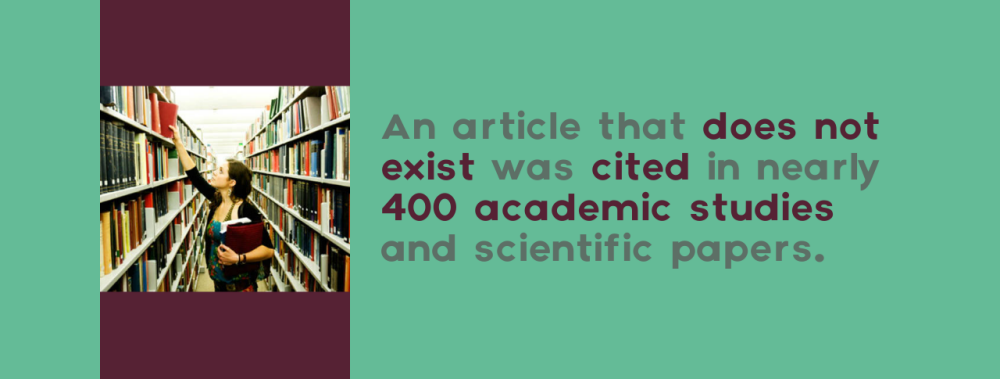 An article that does not
exist was cited in nearly
400 academic studies
and scientific papers.